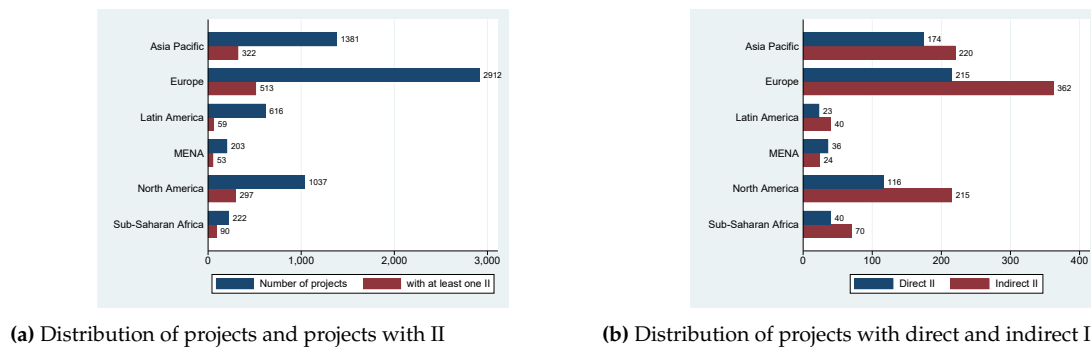 Asia Pacific
1381
322
Europe
2912
513
Latin America
616
59
MENA
203
53
North America
1037
297
Sub-Saharan Africa
222
90
0 1,000 2,000 3,000
Number of projects with at least one II
(a) Distribution of projects and projects with II
Asia Pacific
174
220
Europe
215
362
Latin America
23
40
MENA
36
24
North America
116
215
Sub-Saharan Africa
40
70
0 100 200 300 400
Direct II Indirect II
(b) Distribution of projects with direct and indirect I